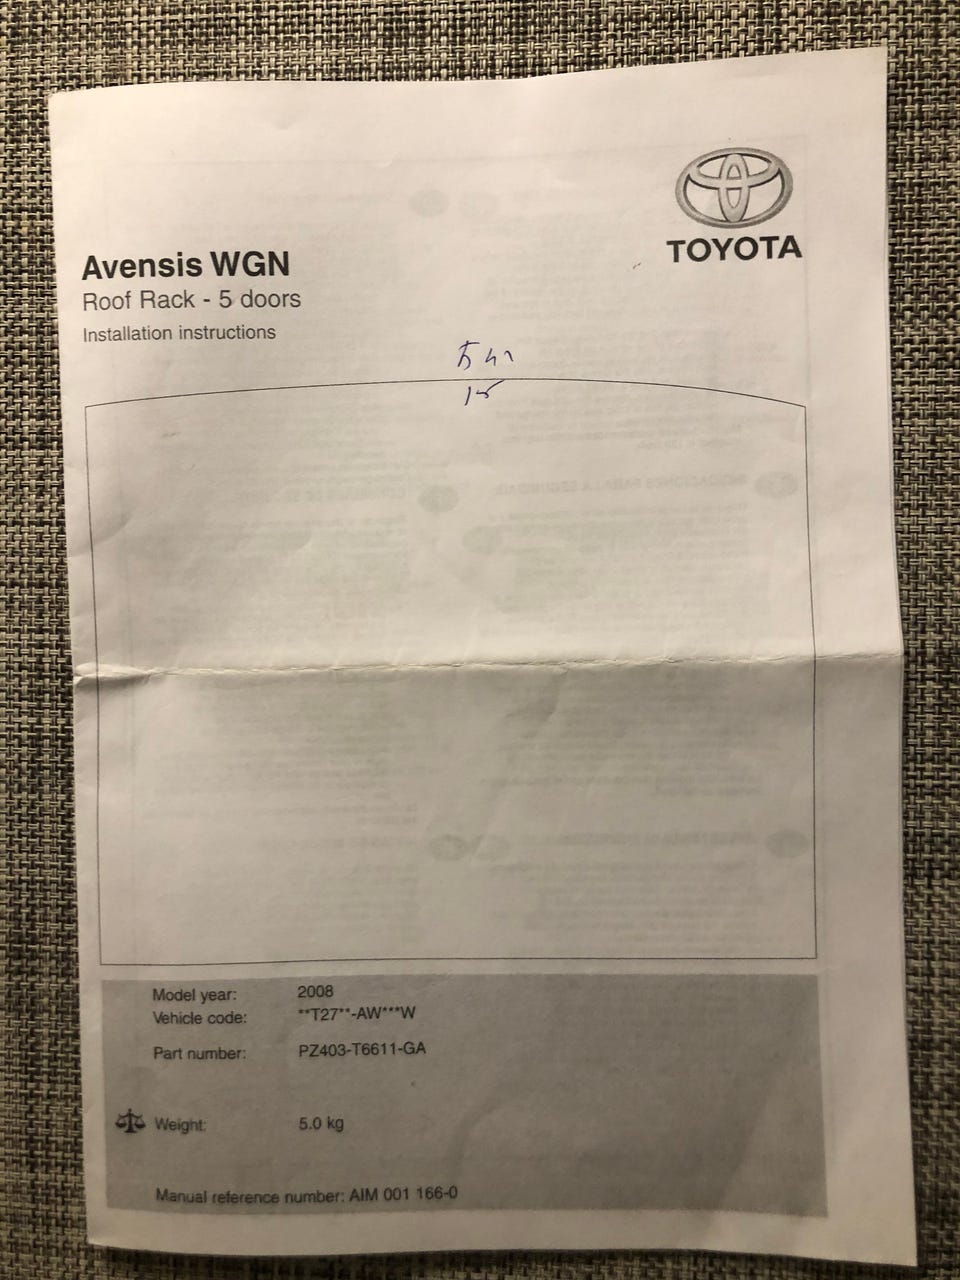 TOYOTA
Avensis WGN
Roof Rack - 5 doors
Installation instructions
15
Model year: 2008
Vehicle code: **T27**-AW***W
Part number: PZ403-T6611-GA
Weight: 5.0 kg
Manual reference number: AIM 001 166-0